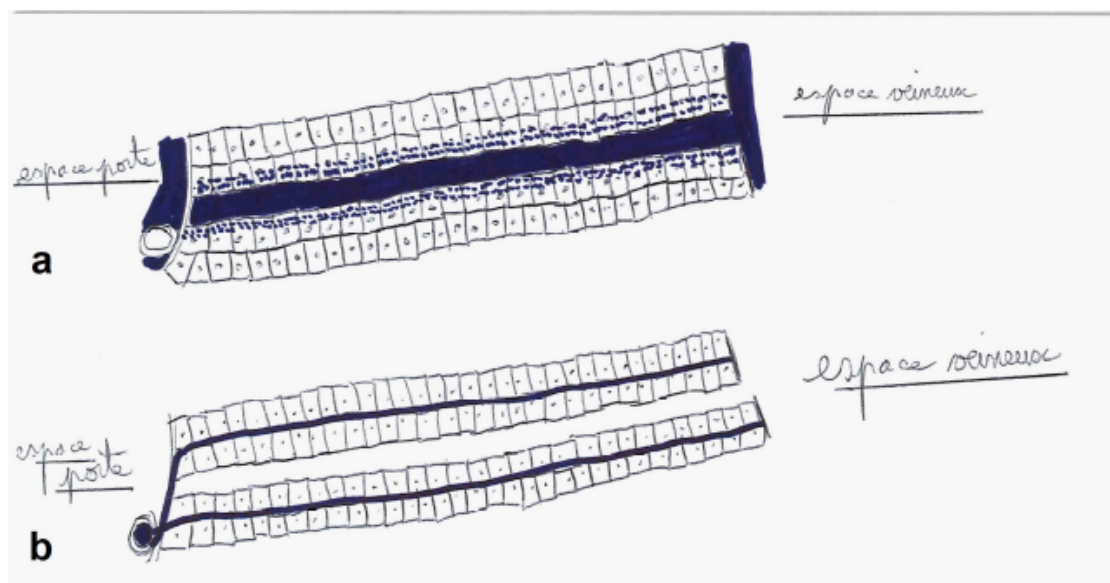 espace veineux
espace porte
a
espace veineux
espace
porte
b